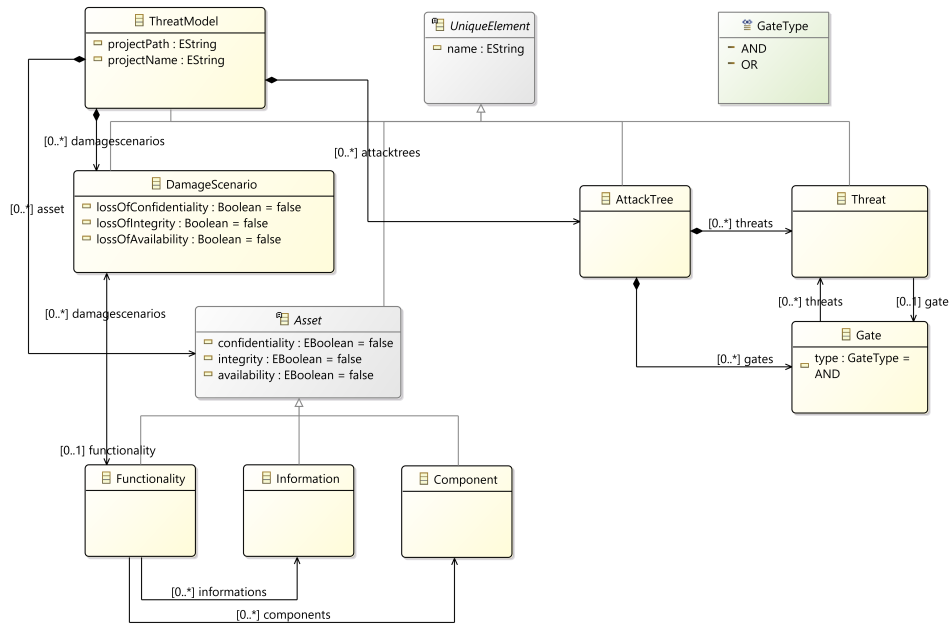 ThreatModel
projectPath : EString
projectName : EString
UniqueElement
name : EString
GateType
AND
OR
[0..*] damagescenarios
[0..*] attacktrees
[0..*] asset
DamageScenario
lossOfConfidentiality : Boolean = false
lossOfIntegrity : Boolean = false
lossOfAvailability : Boolean = false
AttackTree
[0..*] threats
Threat
[0..*] threats
[0..1] gate
[0..*] damagescenarios
Asset
confidentiality : EBoolean = false
integrity : EBoolean = false
availability : EBoolean = false
Gate
type : GateType =
AND
[0..*] gates
[0..1] functionality
Functionality
Information
Component
[0..*] informations
[0..*] components